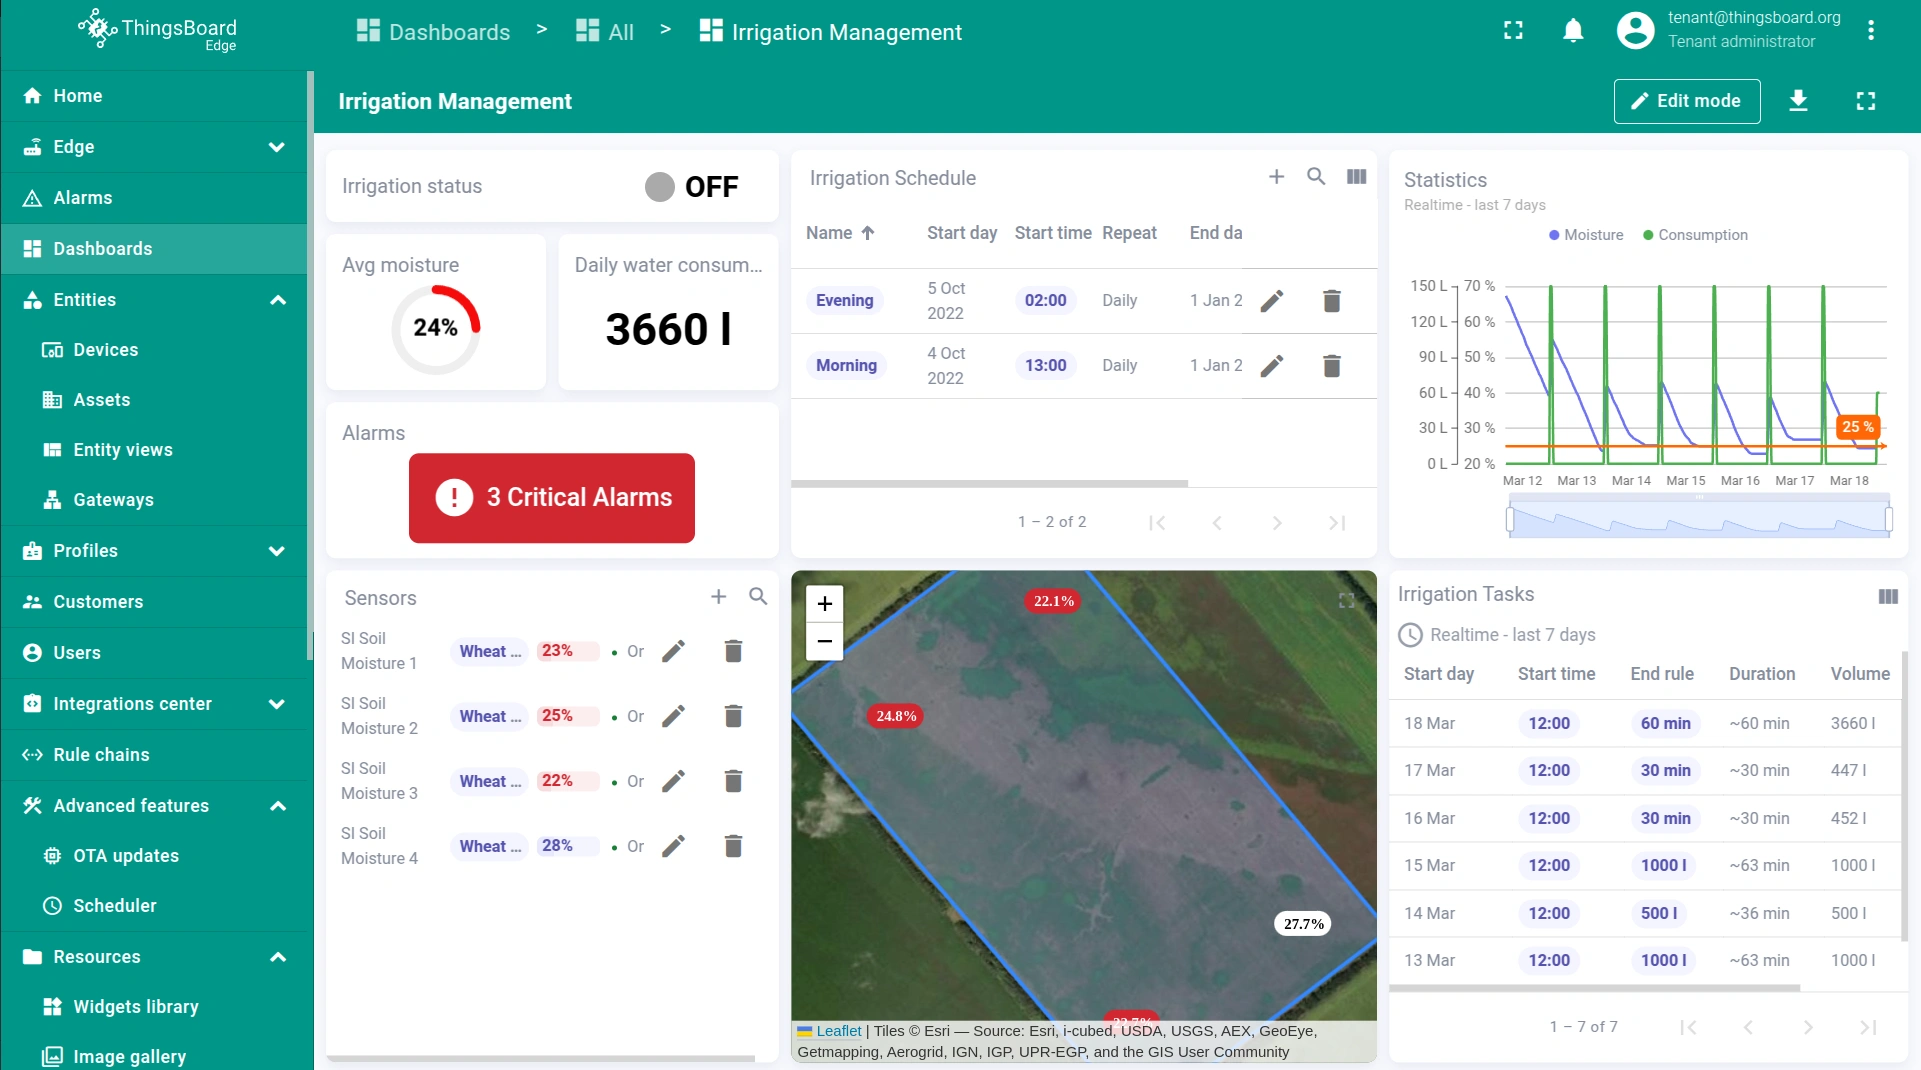 ThingsBoard
Edge
Dashboards > All > Irrigation Management
tenant@thingsboard.org
Tenant administrator
Home
Edge
Alarms
Dashboards
Entities
Devices
Assets
Entity views
Gateways
Profiles
Customers
Users
Integrations center
Rule chains
Advanced features
OTA updates
Scheduler
Resources
Widgets library
Image gallery
Irrigation Management
Edit mode
Irrigation status
OFF
Avg moisture
24%
Daily water consum...
3660 l
Alarms
3 Critical Alarms
Irrigation Schedule
Name Start day Start time Repeat End da
Evening 5 Oct 2022 02:00 Daily 1 Jan 2
Morning 4 Oct 2022 13:00 Daily 1 Jan 2
1 – 2 of 2
Statistics
Realtime - last 7 days
Moisture Consumption
150 L 70 %
120 L 60 %
90 L 50 %
60 L 40 %
30 L 30 %
0 L 20 %
25 %
Mar 12 Mar 13 Mar 14 Mar 15 Mar 16 Mar 17 Mar 18
Sensors
SI Soil Moisture 1 Wheat ... 23% Or
SI Soil Moisture 2 Wheat ... 25% Or
SI Soil Moisture 3 Wheat ... 22% Or
SI Soil Moisture 4 Wheat ... 28% Or
+
−
22.1%
24.8%
27.7%
Leaflet | Tiles © Esri — Source: Esri, i-cubed, USDA, USGS, AEX, GeoEye,
Getmapping, Aerogrid, IGN, IGP, UPR-EGP, and the GIS User Community
Irrigation Tasks
Realtime - last 7 days
Start day Start time End rule Duration Volume
18 Mar 12:00 60 min ~60 min 3660 l
17 Mar 12:00 30 min ~30 min 447 l
16 Mar 12:00 30 min ~30 min 452 l
15 Mar 12:00 1000 l ~63 min 1000 l
14 Mar 12:00 500 l ~36 min 500 l
13 Mar 12:00 1000 l ~63 min 1000 l
1 – 7 of 7